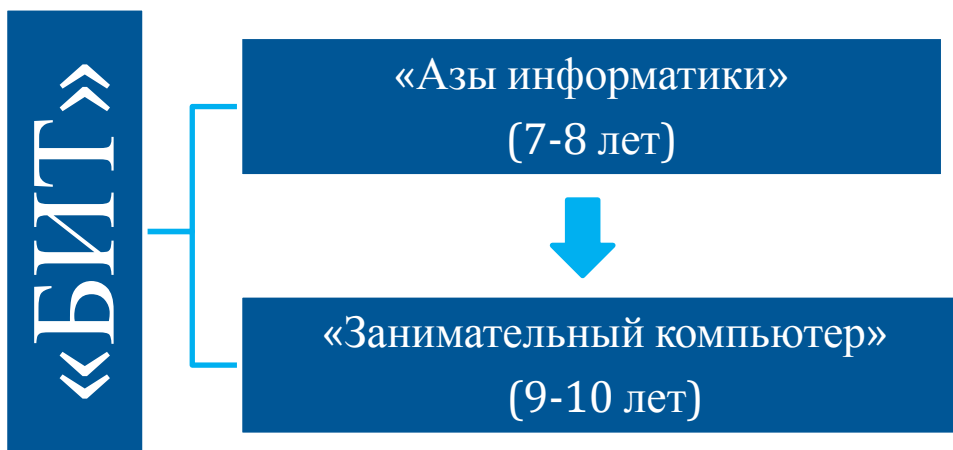 «БИТ»
«Азы информатики»
(7-8 лет)
«Занимательный компьютер»
(9-10 лет)